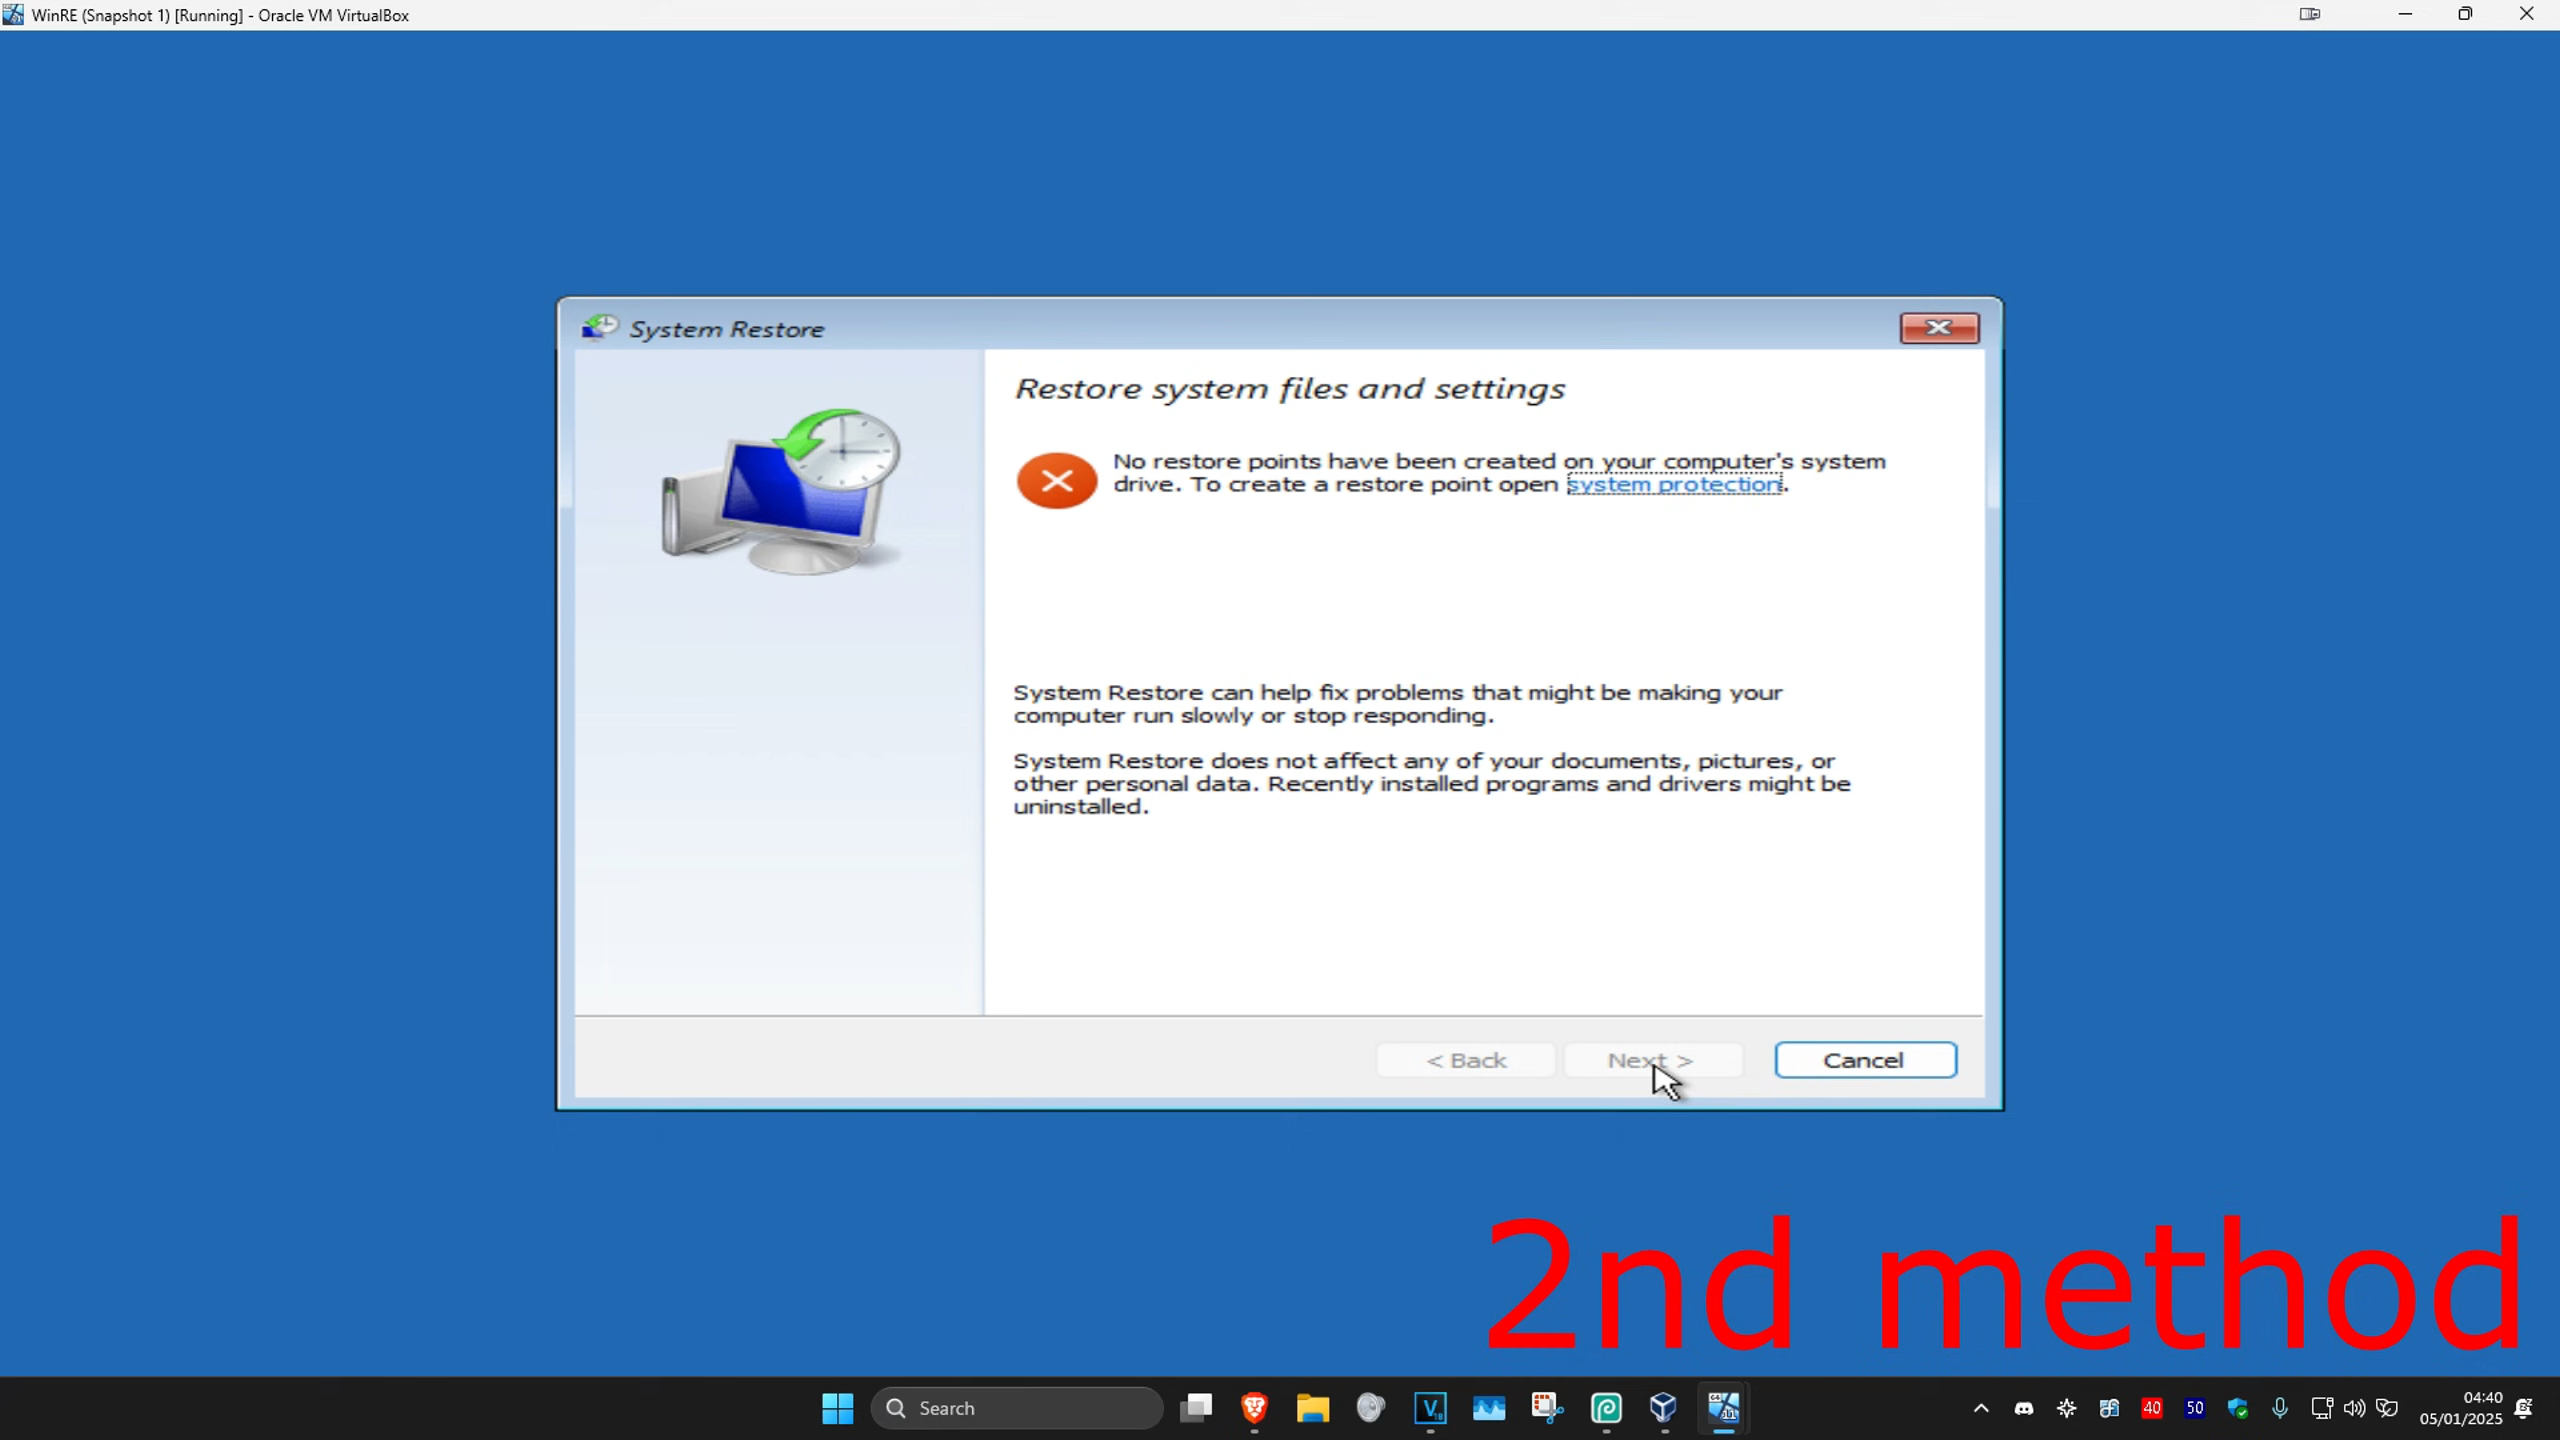 WinRE (Snapshot 1) [Running] - Oracle VM VirtualBox
System Restore
Restore system files and settings
No restore points have been created on your computer's system
drive. To create a restore point open system protection.
System Restore can help fix problems that might be making your
computer run slowly or stop responding.
System Restore does not affect any of your documents, pictures, or
other personal data. Recently installed programs and drivers might be
uninstalled.
< Back
Next >
Cancel
2nd method
Search
40
50
04:40
05/01/2025